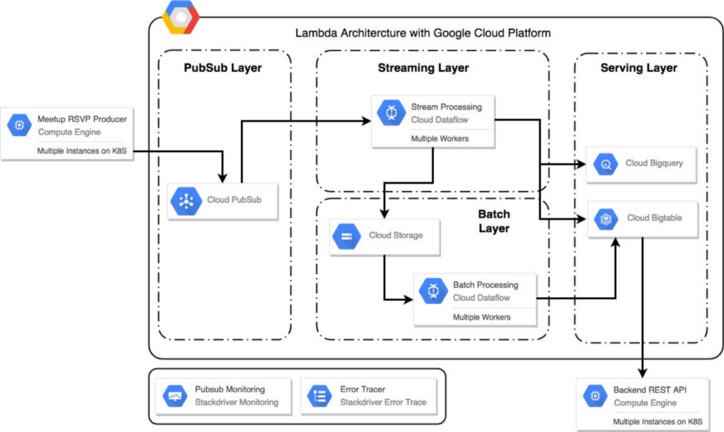 Lambda Architercture with Google Cloud Platform
PubSub Layer
Streaming Layer
Serving Layer
Meetup RSVP Producer
Compute Engine
Multiple Instances on K8S
Stream Processing
Cloud Dataflow
Multiple Workers
Cloud PubSub
Cloud Bigquery
Cloud Bigtable
Batch
Layer
Cloud Storage
Batch Processing
Cloud Dataflow
Multiple Workers
Pubsub Monitoring
Stackdriver Monitoring
Error Tracer
Stackdriver Error Trace
Backend REST API
Compute Engine
Multiple Instances on K8S